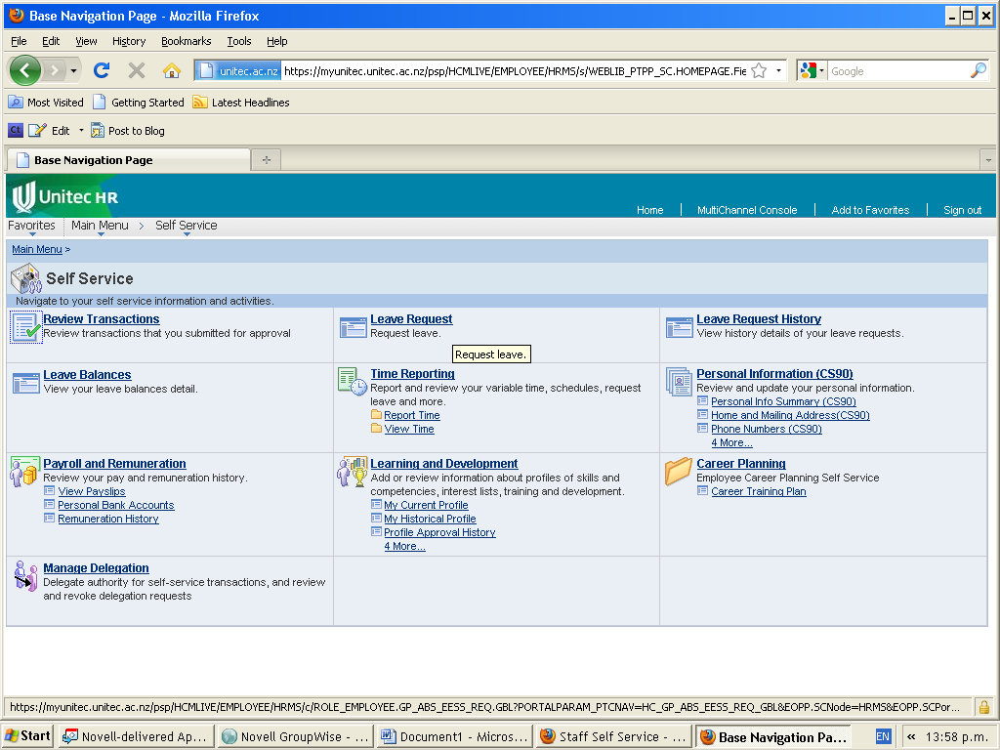 Base Navigation Page - Mozilla Firefox
File Edit View History Bookmarks Tools Help
unitec.ac.nz https://myunitec.unitec.ac.nz/psp/HCMLIVE/EMPLOYEE/HRMS/s/WEBLIB_PTPP_SC.HOMEPAGE.Fie Google
Most Visited Getting Started Latest Headlines
Ct Edit Post to Blog
Base Navigation Page
Unitec HR
Home MultiChannel Console Add to Favorites Sign out
Favorites Main Menu > Self Service
Main Menu >
Self Service
Navigate to your self service information and activities.
Review Transactions
Review transactions that you submitted for approval
Leave Request
Request leave.
Request leave.
Leave Request History
View history details of your leave requests.
Leave Balances
View your leave balances detail.
Time Reporting
Report and review your variable time, schedules, request
leave and more.
Report Time
View Time
Personal Information (CS90)
Review and update your personal information.
Personal Info Summary (CS90)
Home and Mailing Address(CS90)
Phone Numbers (CS90)
4 More...
Payroll and Remuneration
Review your pay and remuneration history.
View Payslips
Personal Bank Accounts
Remuneration History
Learning and Development
Add or review information about profiles of skills and
competencies, interest lists, training and development.
My Current Profile
My Historical Profile
Profile Approval History
4 More...
Career Planning
Employee Career Planning Self Service
Career Training Plan
Manage Delegation
Delegate authority for self-service transactions, and review
and revoke delegation requests
https://myunitec.unitec.ac.nz/psp/HCMLIVE/EMPLOYEE/HRMS/c/ROLE_EMPLOYEE.GP_ABS_EESS_REQ.GBL?PORTALPARAM_PTCNAV=HC_GP_ABS_EESS_REQ_GBL&EOPP.SCNode=HRMS&EOPP.SCPor...
Start Novell-delivered Ap... Novell GroupWise - ... Document1 - Micros... Staff Self Service - ... Base Navigation Pa... EN « 13:58 p.m.